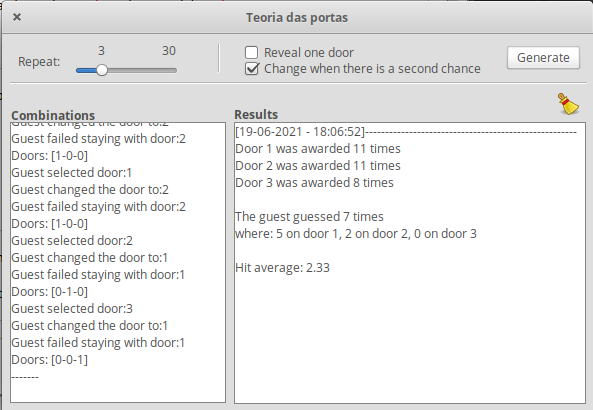 Teoria das portas
Repeat:
3 30
Reveal one door
Change when there is a second chance
Generate
Combinations
Guest changed the door to:2
Guest failed staying with door:2
Doors: [1-0-0]
Guest selected door:1
Guest changed the door to:2
Guest failed staying with door:2
Doors: [1-0-0]
Guest selected door:2
Guest changed the door to:1
Guest failed staying with door:1
Doors: [0-1-0]
Guest selected door:3
Guest changed the door to:1
Guest failed staying with door:1
Doors: [0-0-1]
-------
Results
[19-06-2021 - 18:06:52]-----------------------------------------------------
Door 1 was awarded 11 times
Door 2 was awarded 11 times
Door 3 was awarded 8 times
The guest guessed 7 times
where: 5 on door 1, 2 on door 2, 0 on door 3
Hit average: 2.33